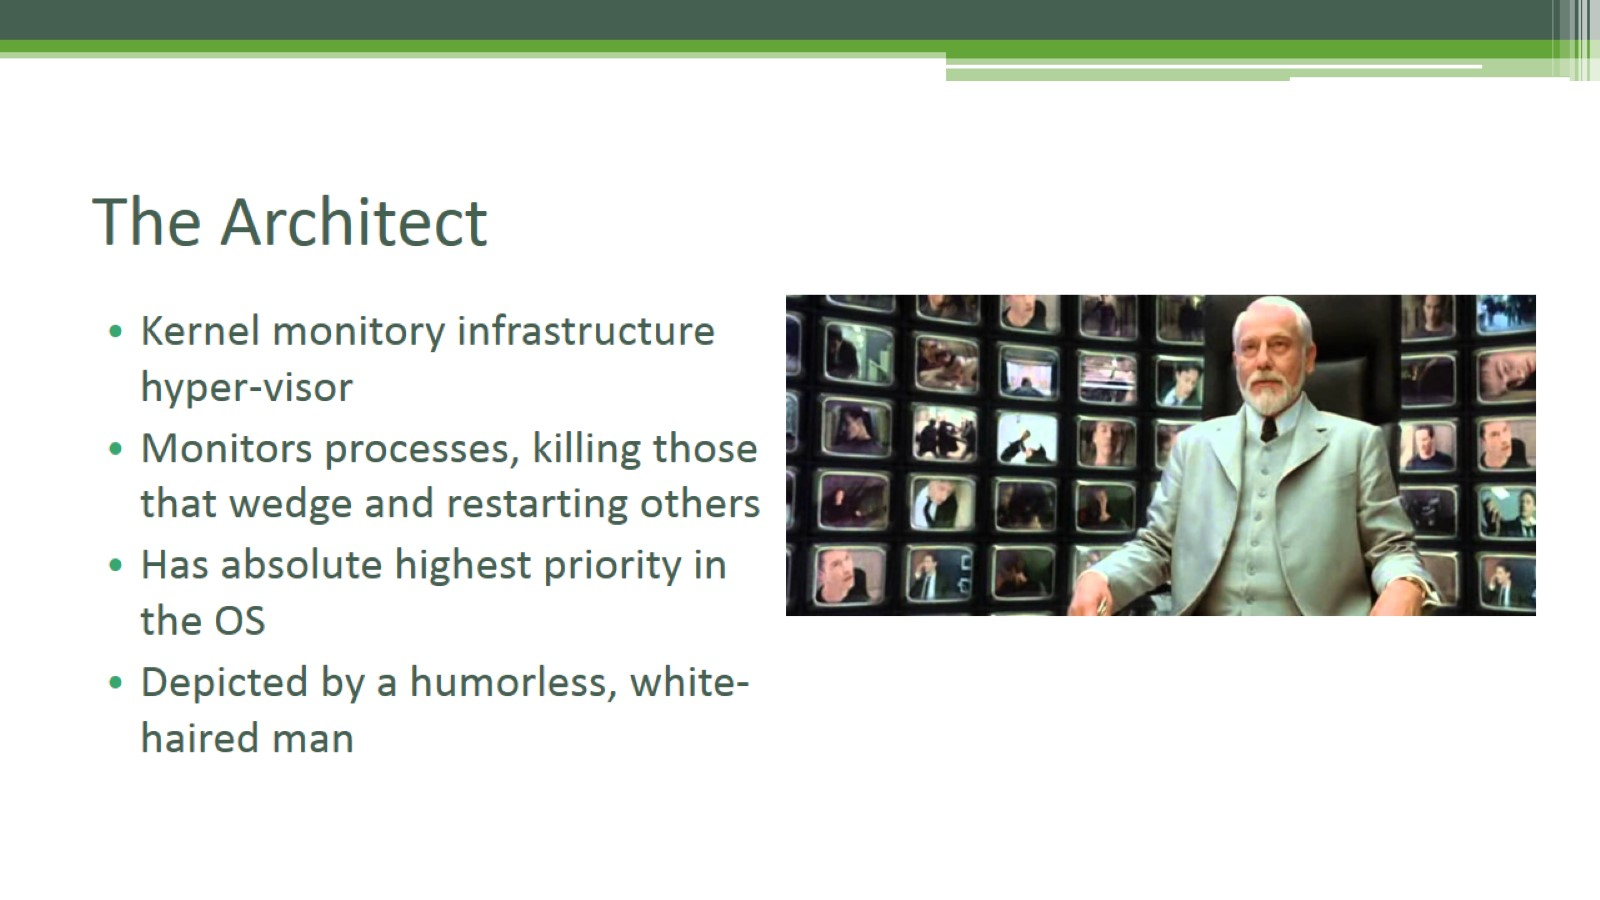 The Architect
• Kernel monitory infrastructure
hyper-visor
• Monitors processes, killing those
that wedge and restarting others
• Has absolute highest priority in
the OS
• Depicted by a humorless, white-
haired man